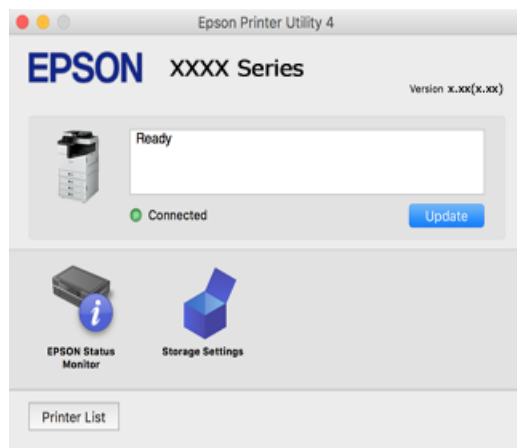 Epson Printer Utility 4
EPSON XXXX Series
Version x.xx(x.xx)
Ready
Connected
Update
EPSON Status
Monitor
Storage Settings
Printer List